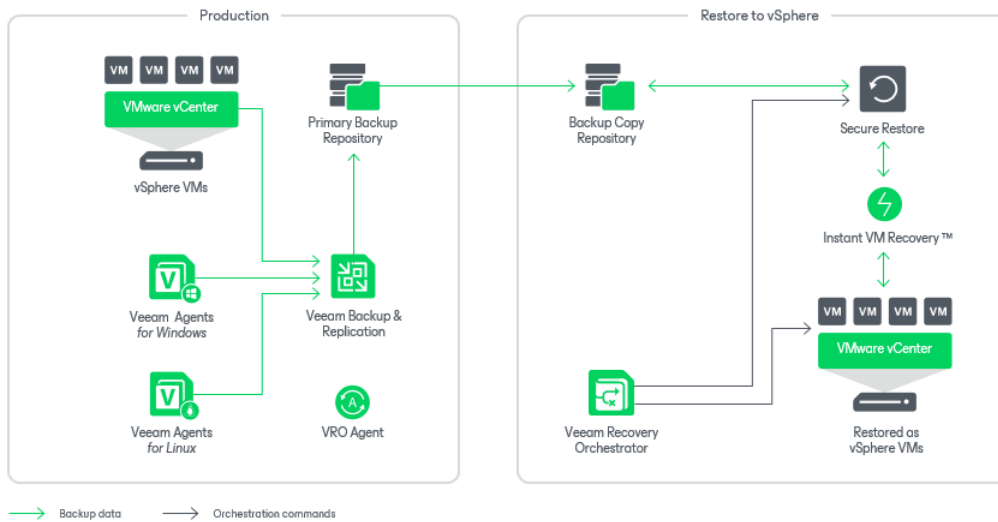 Production
Restore to vSphere
VM VM VM VM
VMware vCenter
vSphere VMs
Primary Backup
Repository
Backup Copy
Repository
Secure Restore
Instant VM Recovery ™
V
Veeam Agents
for Windows
Veeam Backup &
Replication
VM VM VM VM
VMware vCenter
Restored as
vSphere VMs
V
Veeam Agents
for Linux
A
VRO Agent
Veeam Recovery
Orchestrator
Backup data
Orchestration commands